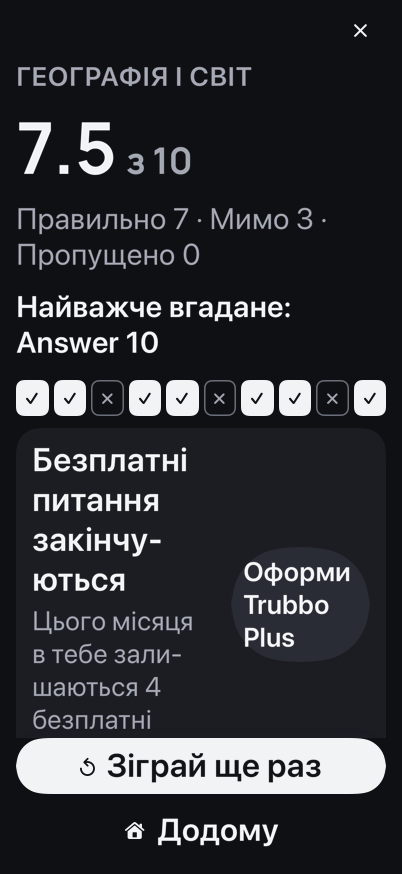 ГЕОГРАФІЯ І СВІТ
7.5 з 10
Правильно 7 · Мимо 3 ·
Пропущено 0
Найважче вгадане:
Answer 10
Безплатні
питання
закінчу-
ються
Цього місяця
в тебе зали-
шаються 4
безплатні
Оформи
Trubbo
Plus
Зіграй ще раз
Додому